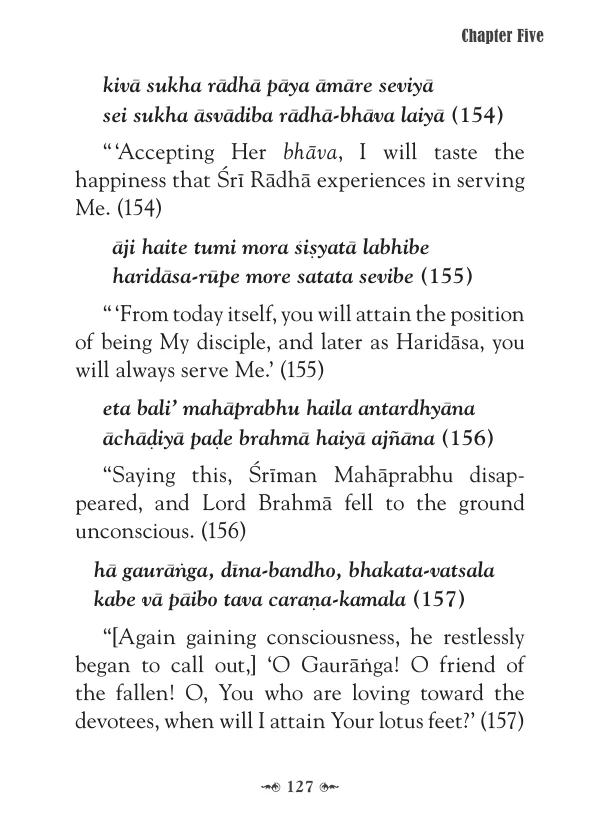 Chapter Five
kivā sukha rādhā pāya āmāre seviyā
sei sukha āsvādiba rādhā-bhāva laiyā (154)
“ ‘Accepting Her bhāva, I will taste the
happiness that Śrī Rādhā experiences in serving
Me. (154)
āji haite tumi mora śiṣyatā labhibe
haridāsa-rūpe more satata sevibe (155)
“ ‘From today itself, you will attain the position
of being My disciple, and later as Haridāsa, you
will always serve Me.’ (155)
eta bali’ mahāprabhu haila antardhyāna
āchāḍiyā paḍe brahmā haiyā ajñāna (156)
“Saying this, Śrīman Mahāprabhu disap-
peared, and Lord Brahmā fell to the ground
unconscious. (156)
hā gaurāṅga, dīna-bandho, bhakata-vatsala
kabe vā pāibo tava caraṇa-kamala (157)
“[Again gaining consciousness, he restlessly
began to call out,] ‘O Gaurāṅga! O friend of
the fallen! O, You who are loving toward the
devotees, when will I attain Your lotus feet?’ (157)
127